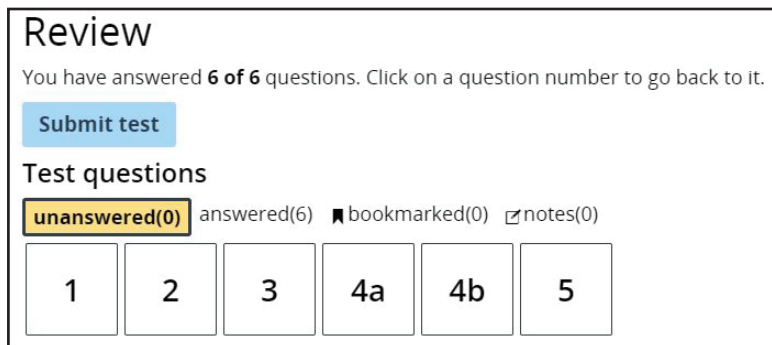 Review
You have answered 6 of 6 questions. Click on a question number to go back to it.
Submit test
Test questions
unanswered(0) answered(6) bookmarked(0) notes(0)
1 2 3 4a 4b 5